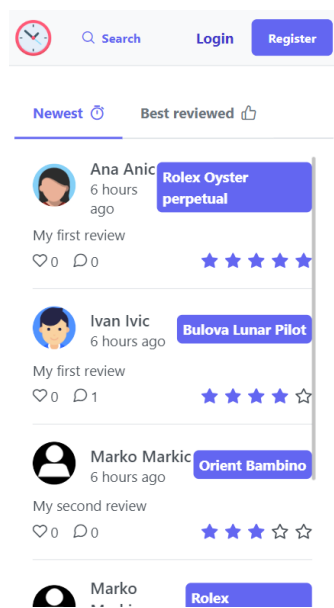 Search
Login
Register
Newest
Best reviewed
Ana Anic
6 hours
ago
Rolex Oyster
perpetual
My first review
0
0
Ivan Ivic
6 hours ago
Bulova Lunar Pilot
My first review
0
1
Marko Markic
6 hours ago
Orient Bambino
My second review
0
0
Marko
Rolex